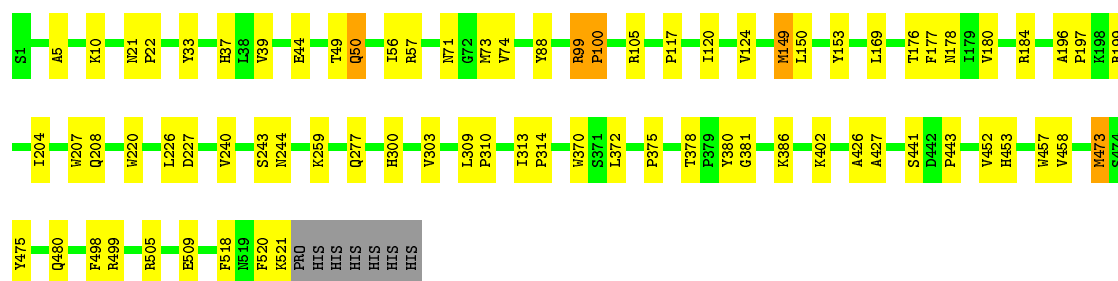 S1 A5 K10 N21 P22 Y33 H37 L38 V39 E44 T49 Q50 I56 R57 N71 G72 M73 V74 Y88 R99 P100 R105 P117 I120 V124 M149 L150 Y153 L169 T176 F177 N178 I179 V180 R184 A196 P197 K198 R199
I204 W207 Q208 W220 L226 D227 V240 S243 N244 K259 Q277 H300 V303 L309 P310 I313 P314 W370 S371 L372 P375 T378 P379 Y380 G381 K386 K402 A426 A427 S441 D442 P443 V452 H453 W457 V458 M473 S474
Y475 Q480 F498 R499 R505 E509 F518 N519 F520 K521 PRO HIS HIS HIS HIS HIS HIS